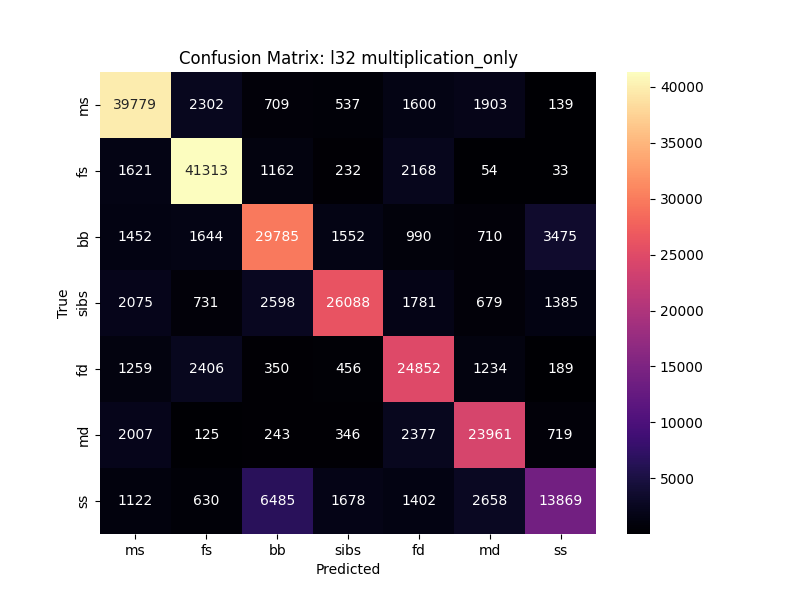 Confusion Matrix: l32 multiplication_only
ms 39779 2302 709 537 1600 1903 139
fs 1621 41313 1162 232 2168 54 33
bb 1452 1644 29785 1552 990 710 3475
sibs 2075 731 2598 26088 1781 679 1385
fd 1259 2406 350 456 24852 1234 189
md 2007 125 243 346 2377 23961 719
ss 1122 630 6485 1678 1402 2658 13869
ms fs bb sibs fd md ss
Predicted
True
40000
35000
30000
25000
20000
15000
10000
5000